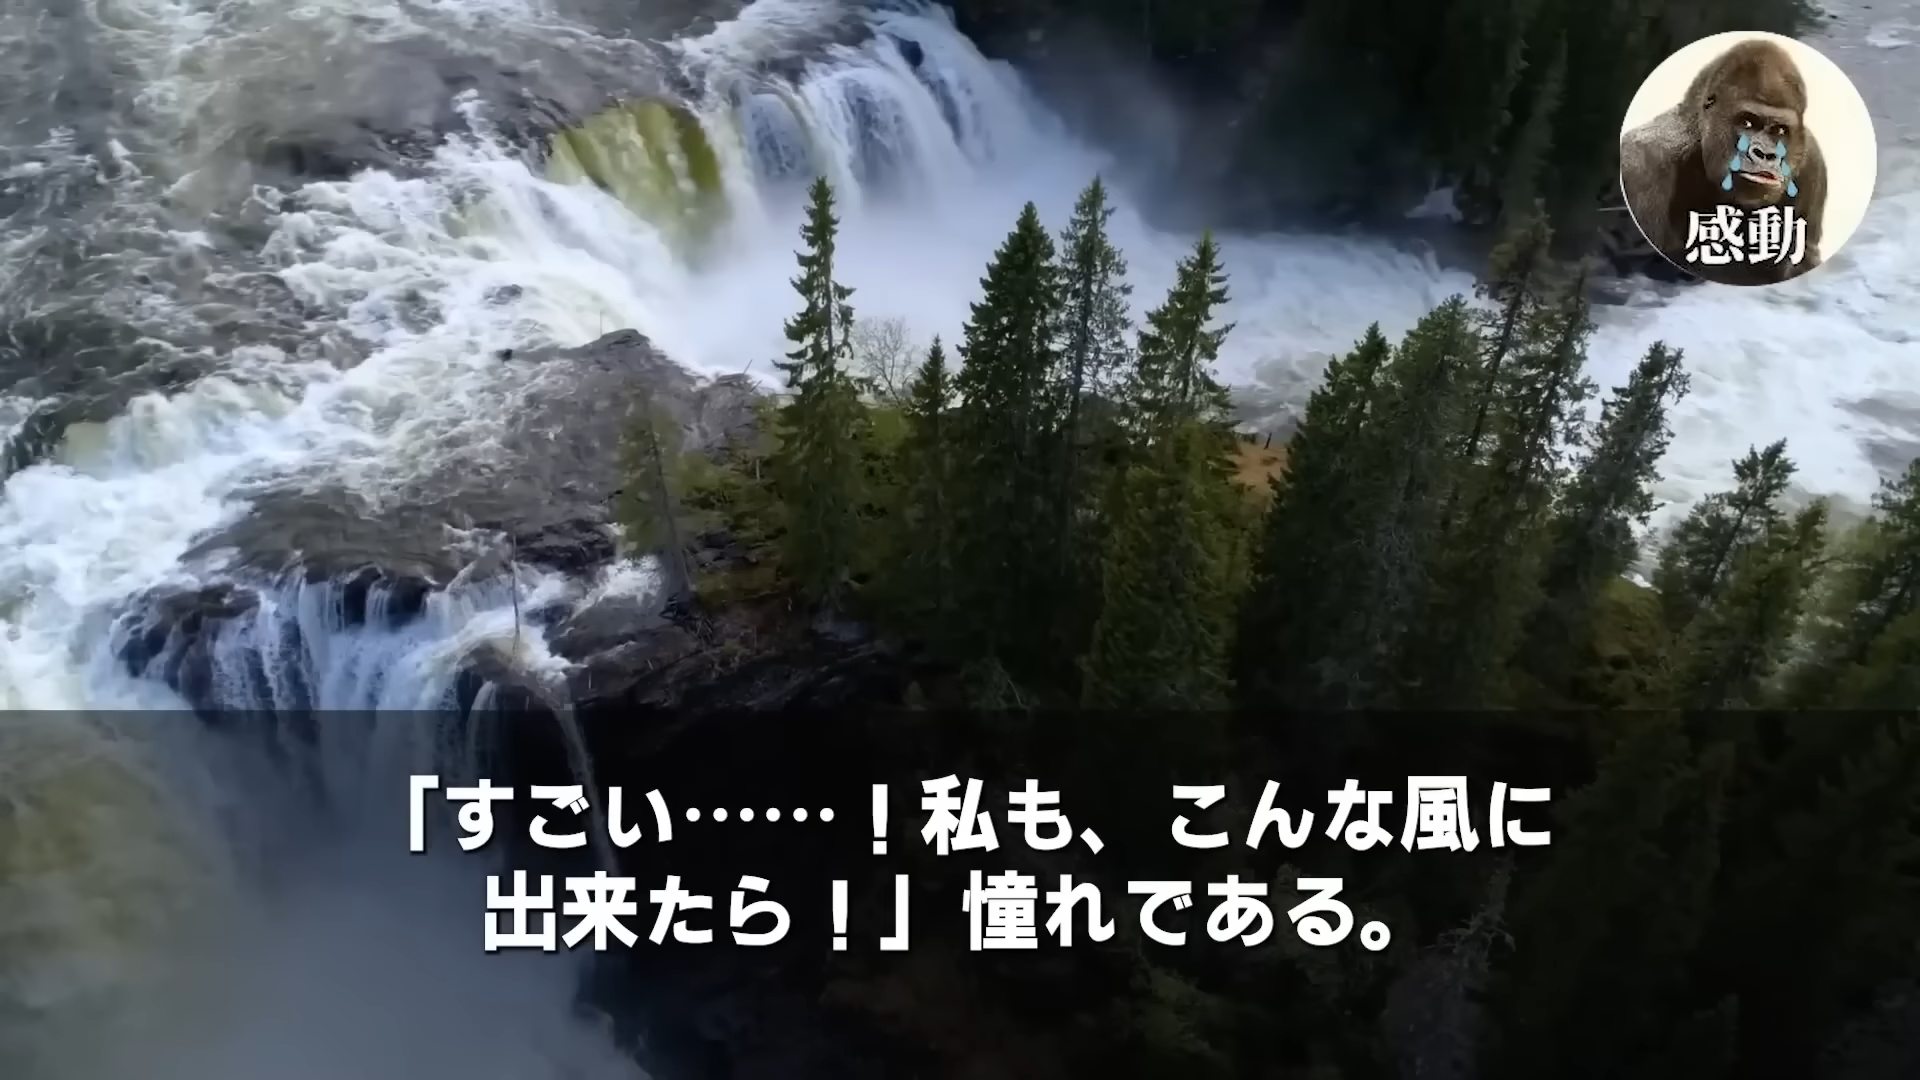 感動
「すごい……！私も、こんな風に
出来たら！」憧れである。